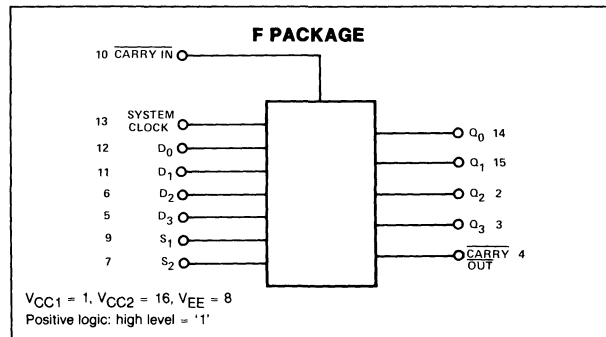 F PACKAGE
10 CARRY IN
13 SYSTEM CLOCK
12 D0
11 D1
6 D2
5 D3
9 S1
7 S2
Q0 14
Q1 15
Q2 2
Q3 3
CARRY OUT 4
VCC1 = 1, VCC2 = 16, VEE = 8
Positive logic: high level = '1'